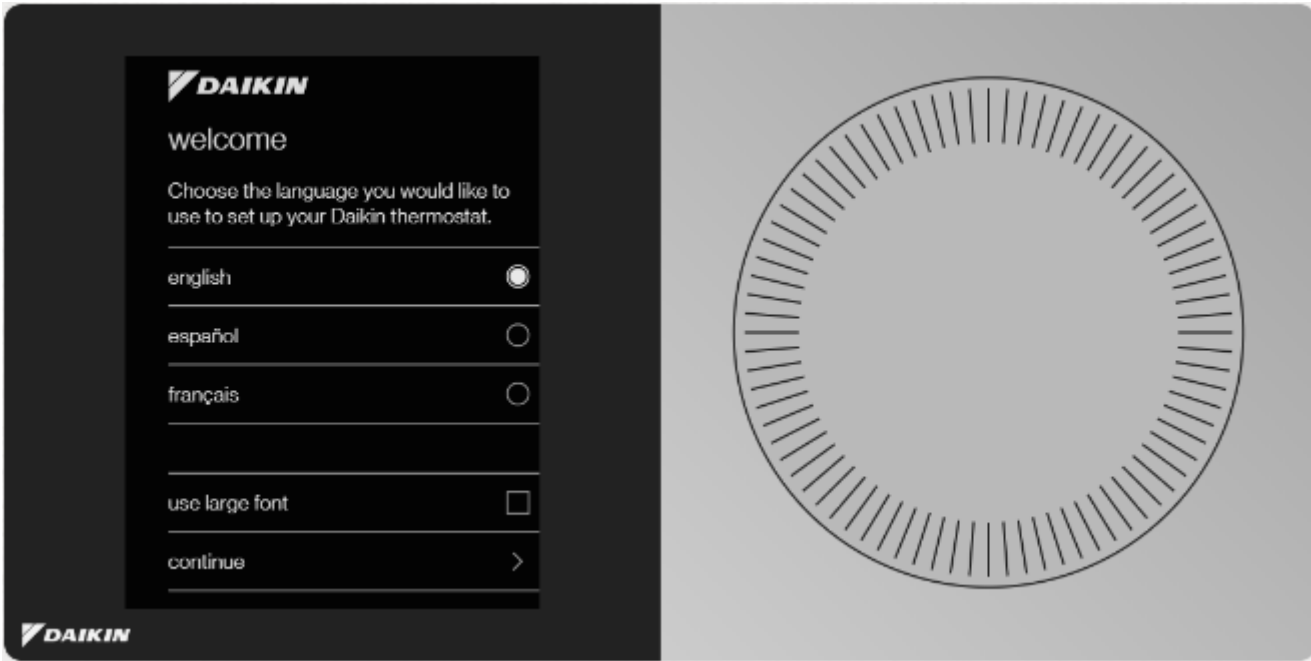 DAIKIN
welcome
Choose the language you would like to
use to set up your Daikin thermostat.
english
español
français
use large font
continue
DAIKIN